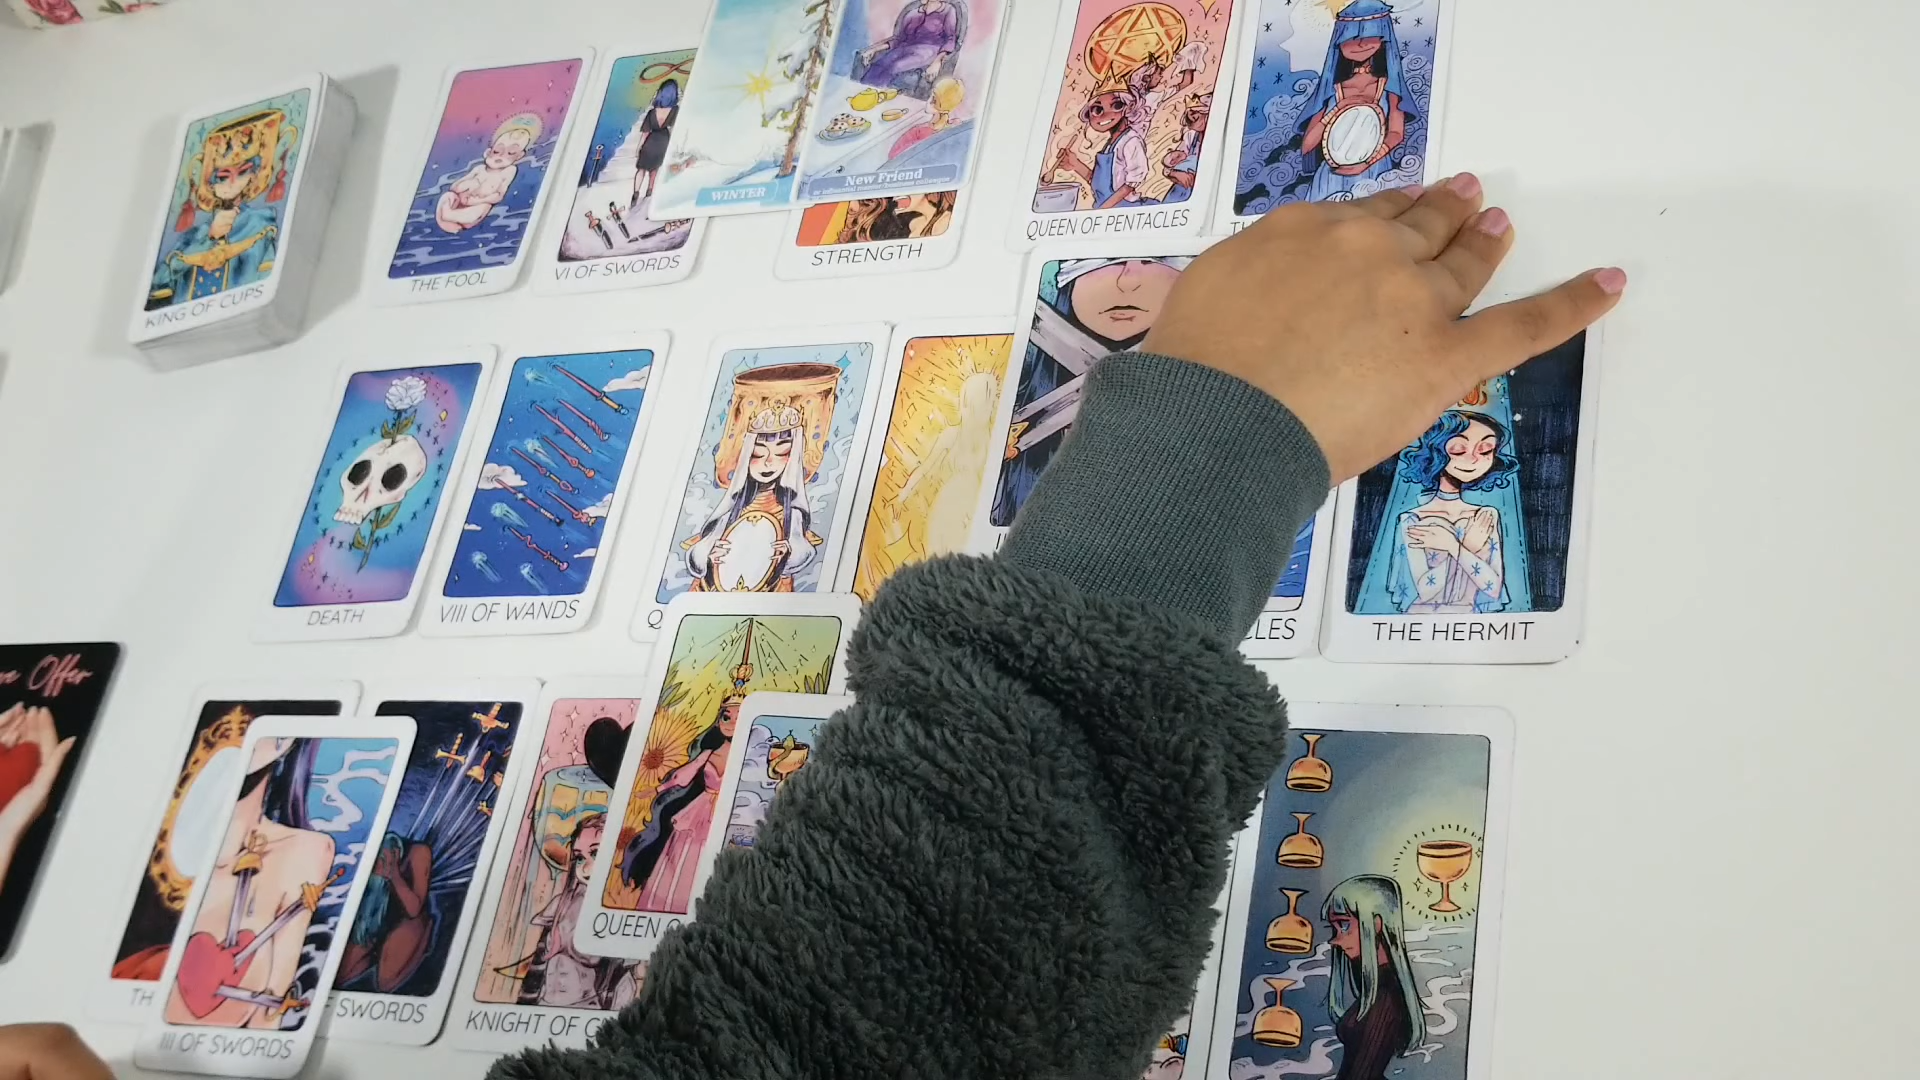 WINTER
New Friend
QUEEN OF PENTACLES
KING OF CUPS
THE FOOL
VI OF SWORDS
STRENGTH
DEATH
VIII OF WANDS
THE HERMIT
Offer
QUEEN
III OF SWORDS
SWORDS
KNIGHT OF